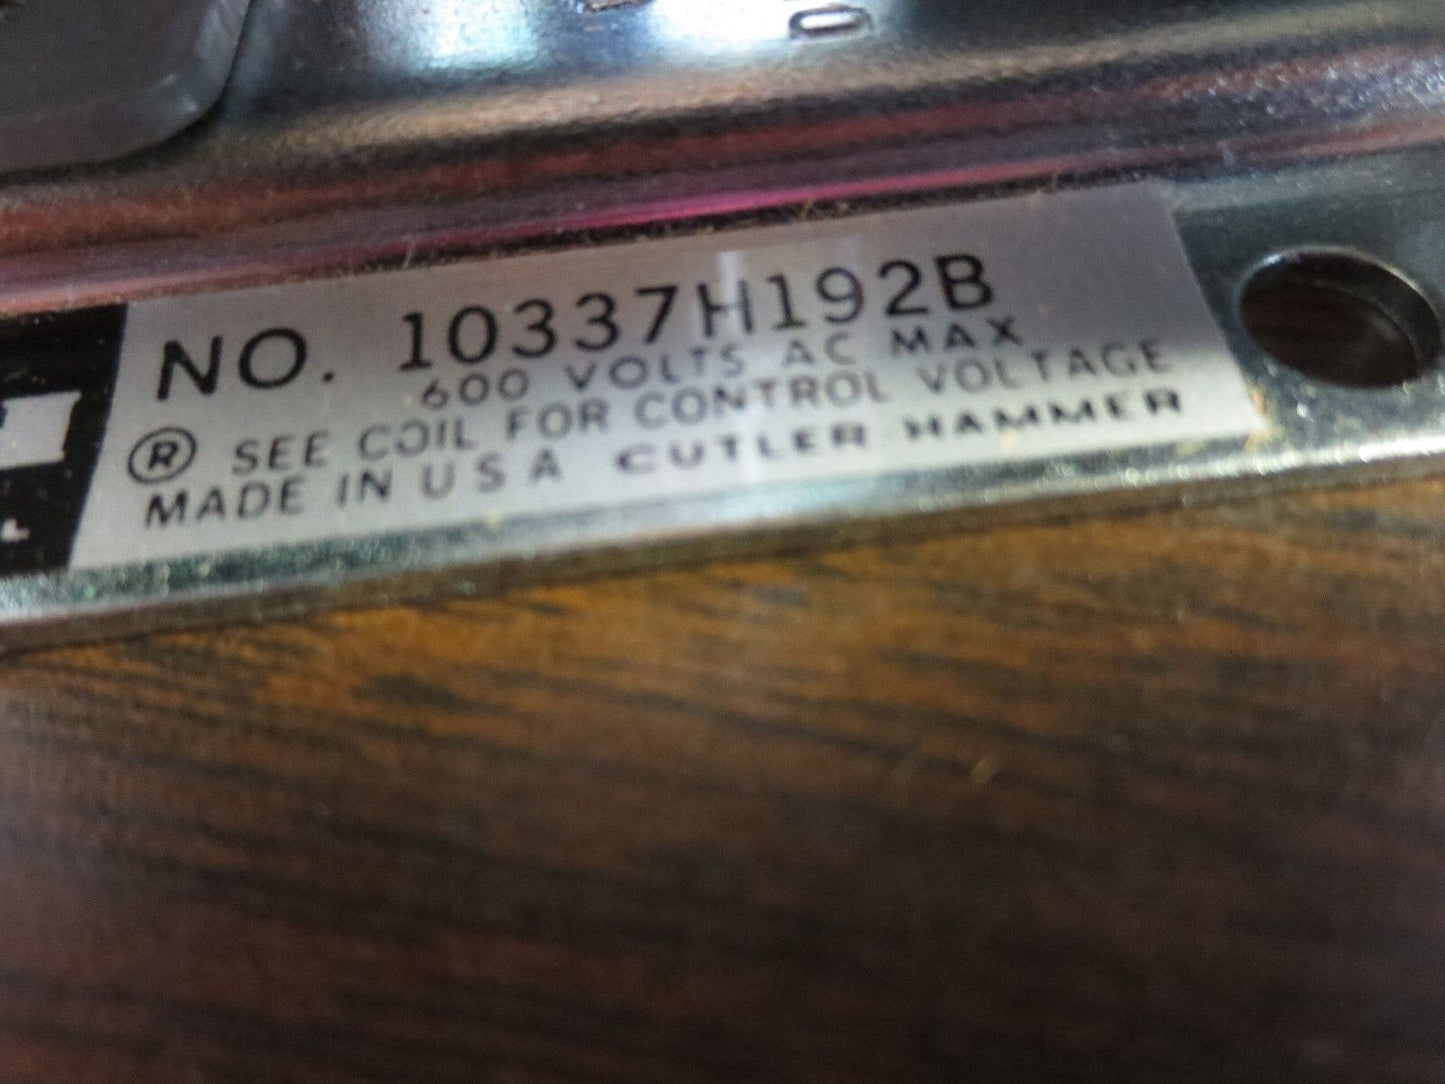 NO. 10337H192B
600 VOLTS AC MAX
® SEE COIL FOR CONTROL VOLTAGE
MADE IN U S A CUTLER HAMMER
L